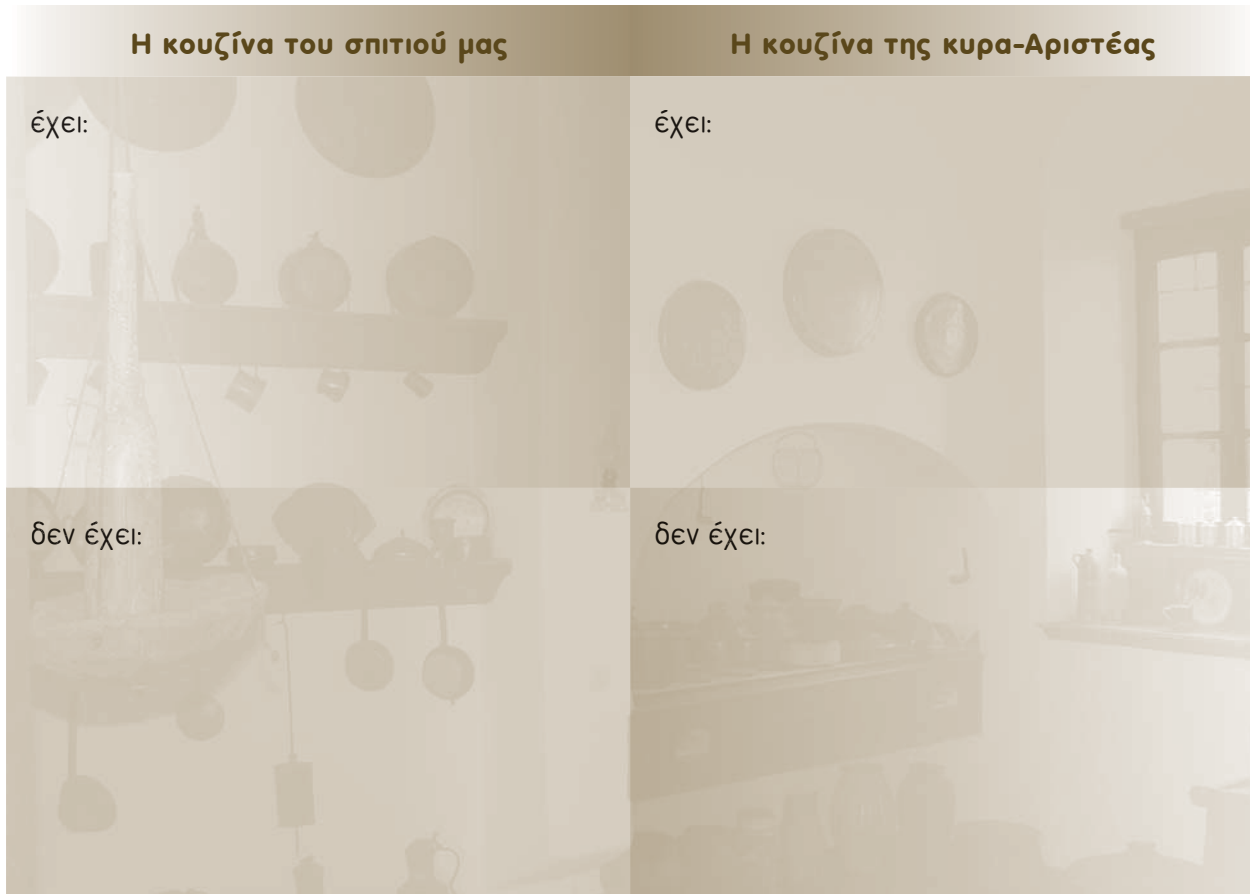 Η κουζίνα του σπιτιού μας
Η κουζίνα της κυρα-Αριστέας
έχει:
έχει:
δεν έχει:
δεν έχει: